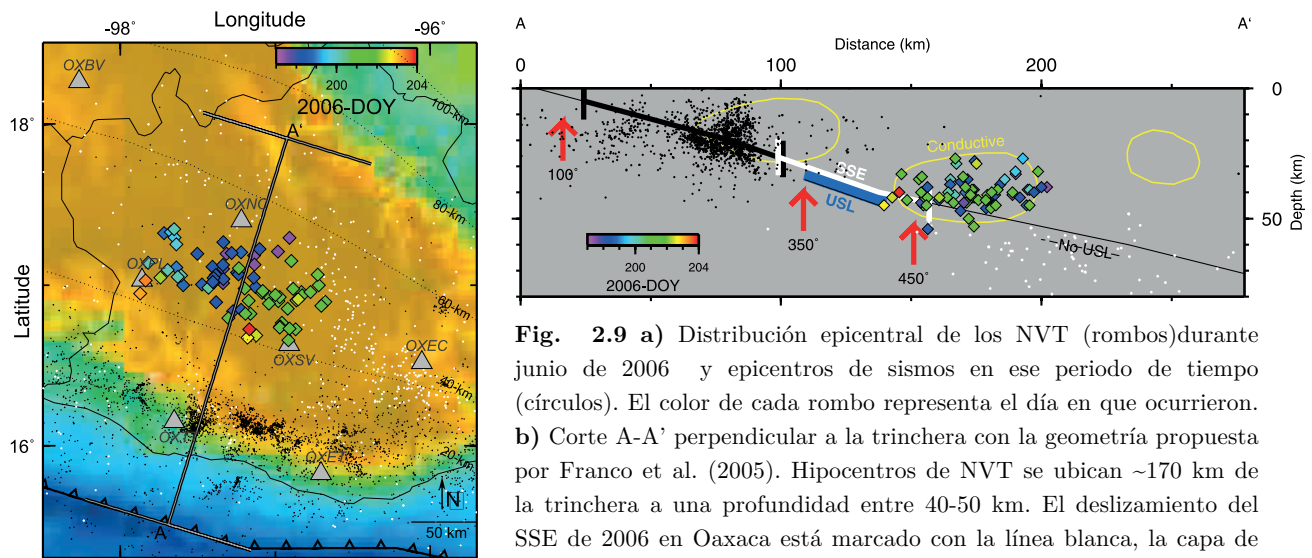 Longitude
-98
-96
OXBV
200
204
2006-DOY
100-km
18°
A'
80-km
OXNC
OXPL
Latitude
60-km
OXSV
OXEC
40-km
16°
20-km
N
A
50 km
A
A'
Distance (km)
0
100
200
0
50
Depth (km)
Conductive
SSE
USL
100°
350°
450°
No USL
200
204
2006-DOY
Fig. 2.9 a) Distribución epicentral de los NVT (rombos)durante
junio de 2006 y epicentros de sismos en ese periodo de tiempo
(círculos). El color de cada rombo representa el día en que ocurrieron.
b) Corte A-A’ perpendicular a la trinchera con la geometría propuesta
por Franco et al. (2005). Hipocentros de NVT se ubican ~170 km de
la trinchera a una profundidad entre 40-50 km. El deslizamiento del
SSE de 2006 en Oaxaca está marcado con la línea blanca, la capa de